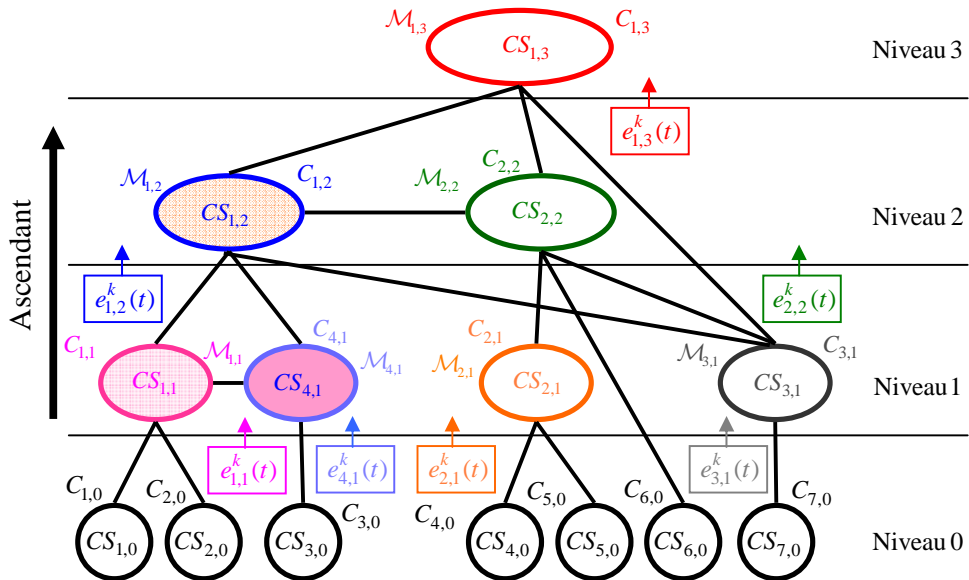 M1,3 C1,3
CS1,3
Niveau 3
e^k_1,3(t)
Ascendant
M1,2 C1,2 M2,2 C2,2
CS1,2 CS2,2
Niveau 2
e^k_1,2(t) e^k_2,2(t)
C1,1 M1,1 C4,1 M4,1 C2,1 M2,1 M3,1 C3,1
CS1,1 CS4,1 CS2,1 CS3,1
Niveau 1
e^k_1,1(t) e^k_4,1(t) e^k_2,1(t) e^k_3,1(t)
C1,0 C2,0 C3,0 C4,0 C5,0 C6,0 C7,0
CS1,0 CS2,0 CS3,0 CS4,0 CS5,0 CS6,0 CS7,0
Niveau 0